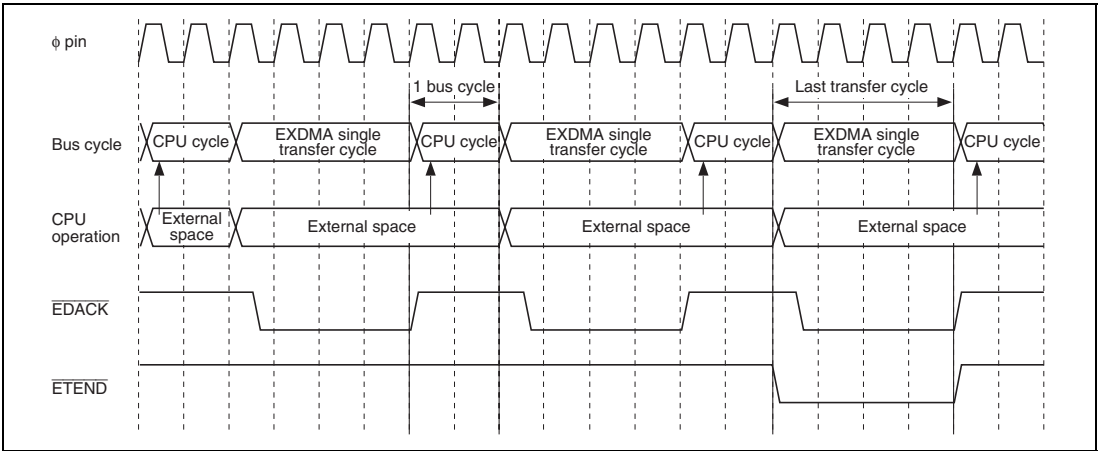 φ pin
1 bus cycle
Last transfer cycle
Bus cycle
CPU cycle
EXDMA single
transfer cycle
CPU cycle
EXDMA single
transfer cycle
CPU cycle
EXDMA single
transfer cycle
CPU cycle
CPU
operation
External
space
External space
External space
External space
EDACK
ETEND